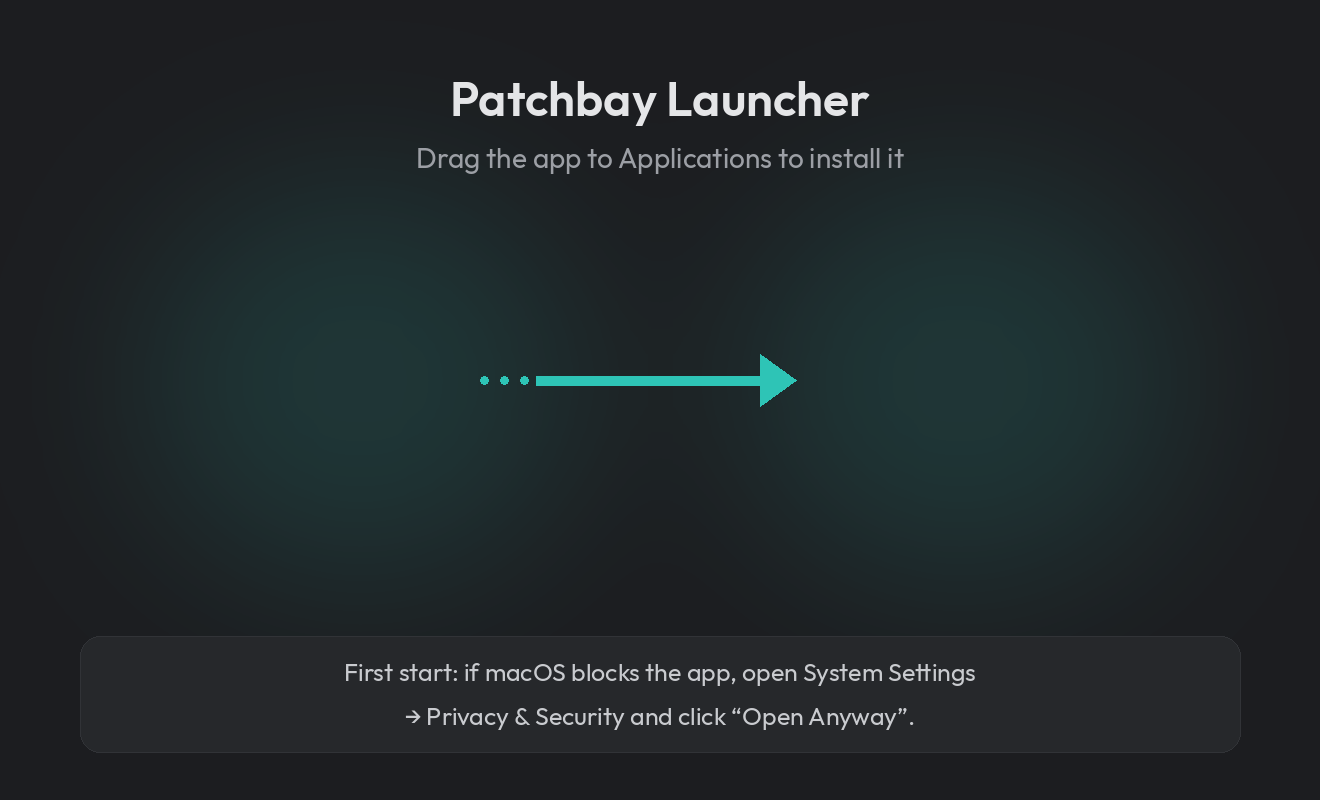 Patchbay Launcher
Drag the app to Applications to install it
First start: if macOS blocks the app, open System Settings
→ Privacy & Security and click “Open Anyway”.